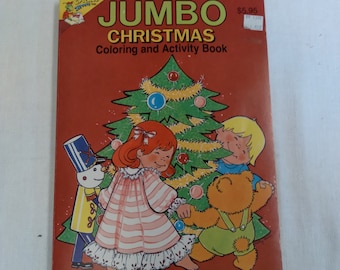 JUMBO
$5.95
CHRISTMAS
Coloring and Activity Book